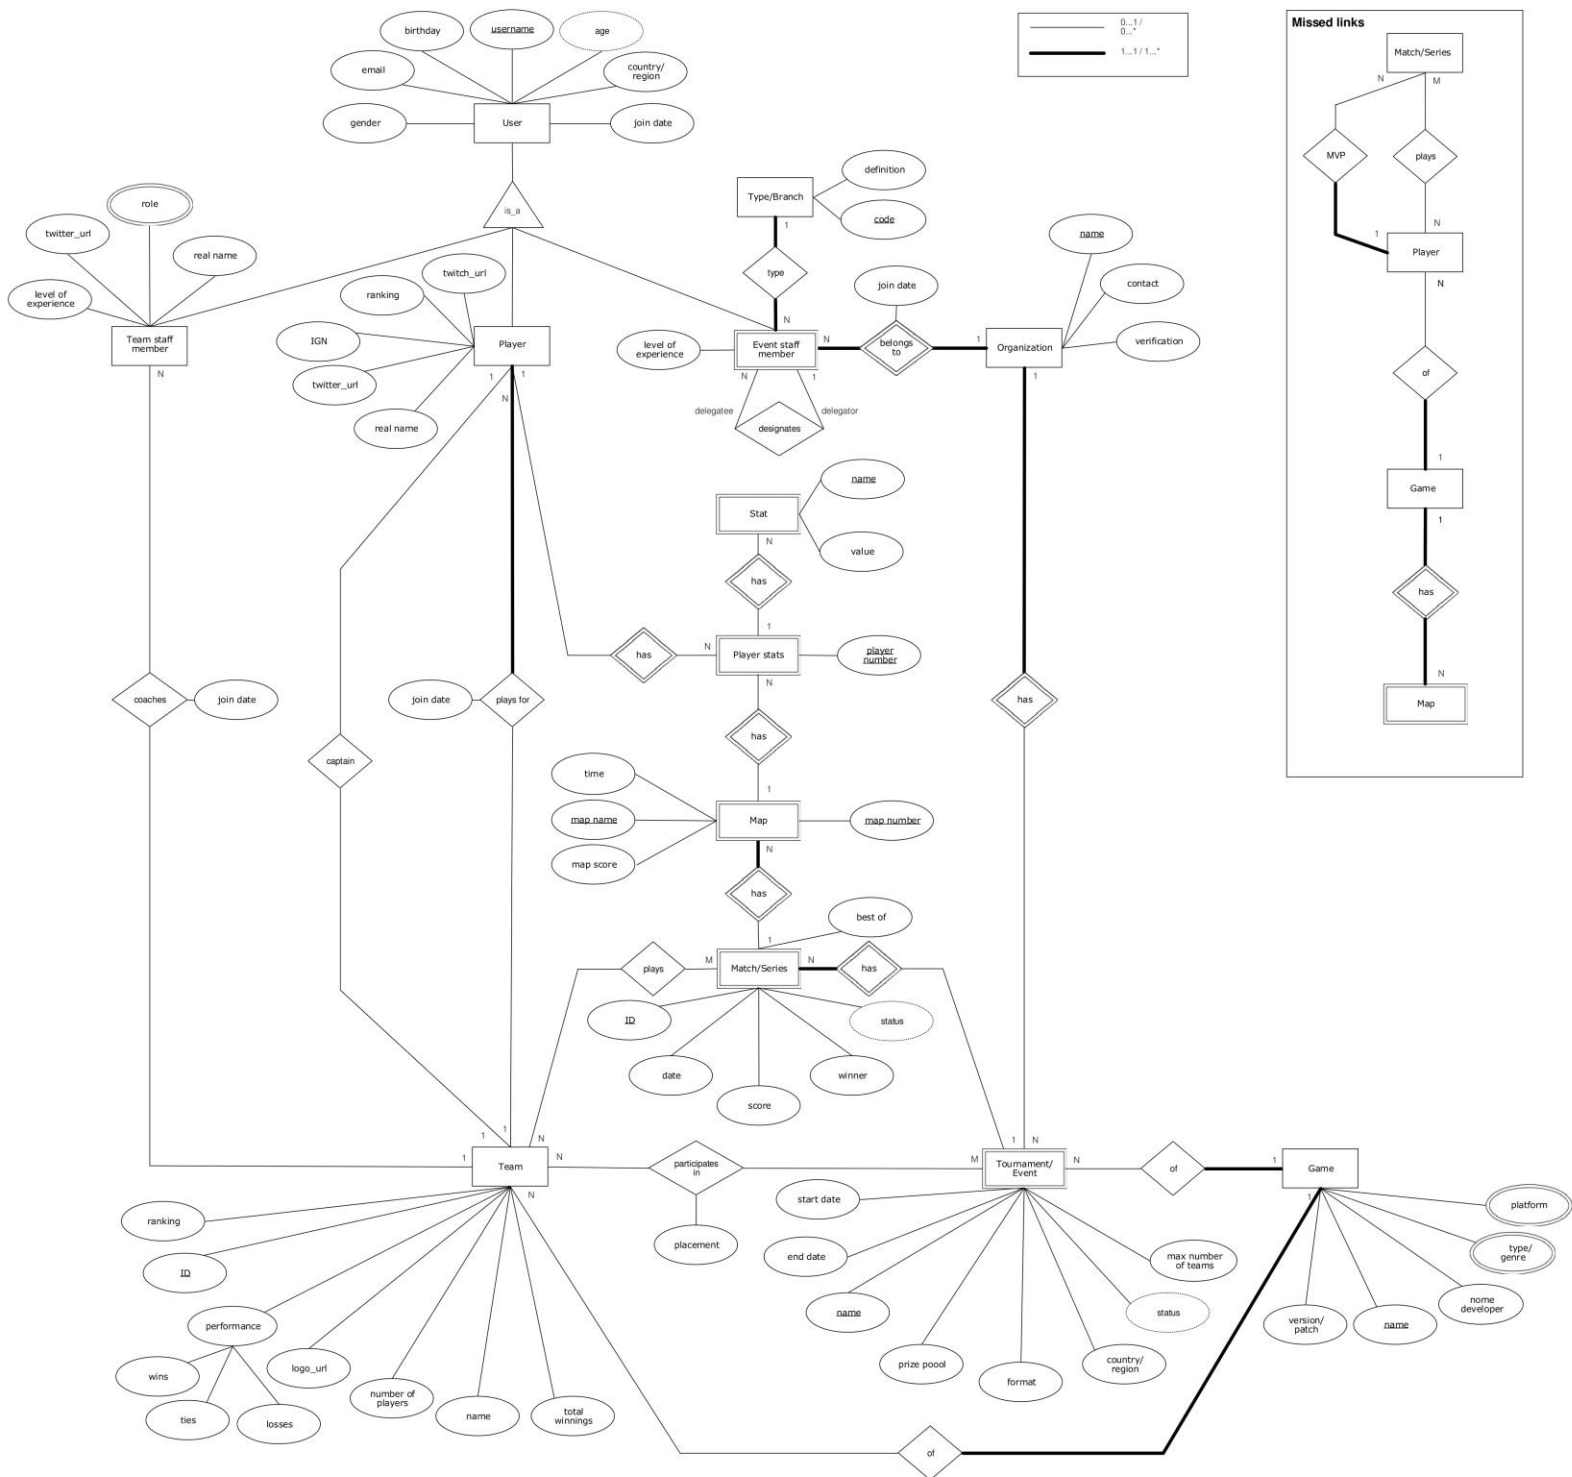 0...1 /
0...*
1...1 / 1...*
Missed links
Match/Series
N
M
MVP
plays
1
N
Player
N
of
1
Game
1
has
N
Map
birthday
username
age
email
country/
region
gender
User
join date
is_a
role
twitter_url
real name
level of
experience
Team staff
member
N
twitch_url
ranking
IGN
Player
twitter_url
real name
1
1
N
Type/Branch
definition
code
1
type
N
level of
experience
Event staff
member
N
join date
belongs
to
1
Organization
name
contact
verification
1
N
1
delegatee
delegator
designates
Stat
name
value
N
has
1
has
N
Player stats
player
number
N
has
1
coaches
join date
join date
plays for
has
captain
time
map name
map score
Map
map number
N
has
1
best of
plays
M
Match/Series
N
has
ID
status
date
winner
score
1
1
1
N
Team
N
N
participates
in
placement
M
1
N
Tournament/
Event
N
of
1
Game
1
ranking
ID
performance
wins
ties
losses
logo_url
number of
players
name
total
winnings
start date
end date
name
prize poool
format
country/
region
status
max number
of teams
platform
type/
genre
nome
developer
name
version/
patch
of